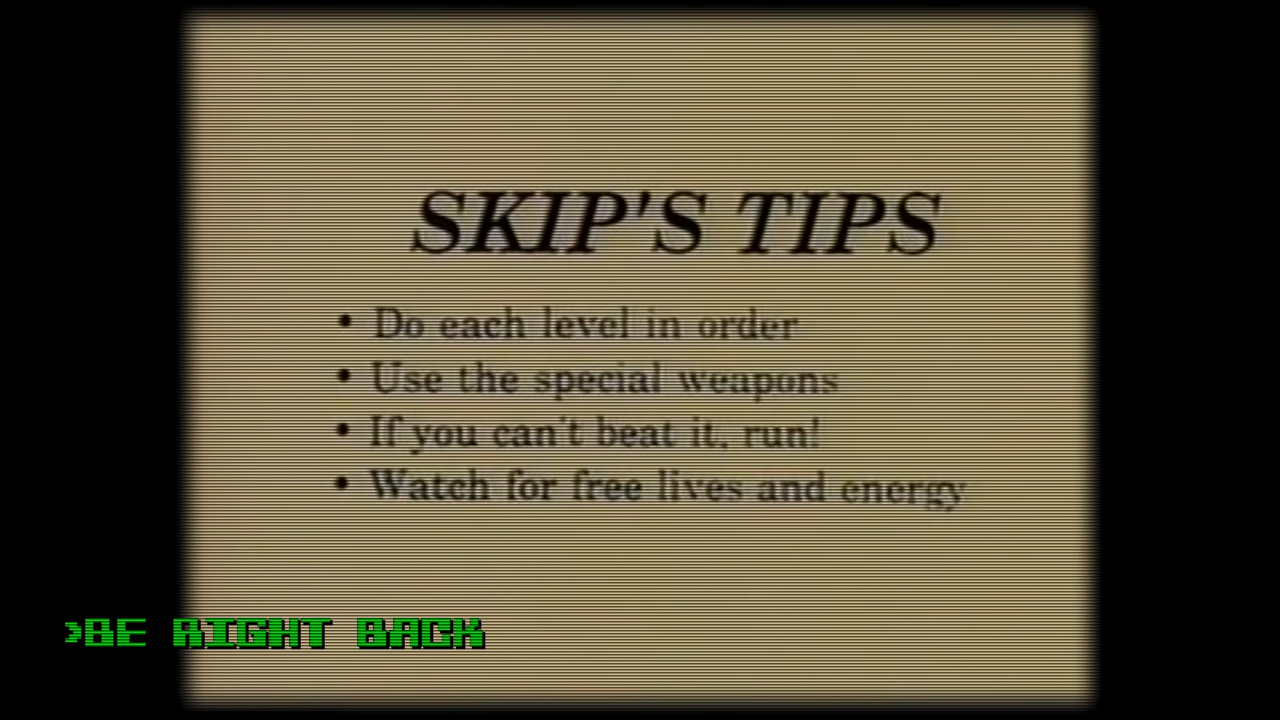 SKIP'S TIPS
• Do each level in order
• Use the special weapons
• If you can't beat it, run!
• Watch for free lives and energy
>BE RIGHT BACK